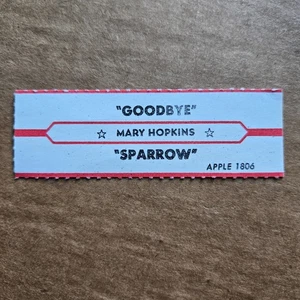 "GOODBYE"
☆ MARY HOPKINS ☆
"SPARROW"
APPLE 1806